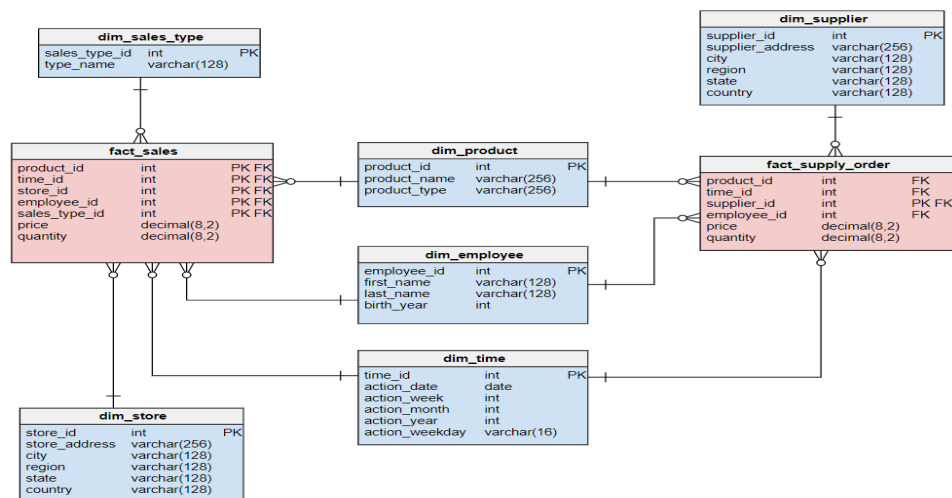 dim_sales_type
sales_type_id int PK
type_name varchar(128)
dim_supplier
supplier_id int PK
supplier_address varchar(256)
city varchar(128)
region varchar(128)
state varchar(128)
country varchar(128)
fact_sales
product_id int PK FK
time_id int PK FK
store_id int PK FK
employee_id int PK FK
sales_type_id int PK FK
price decimal(8,2)
quantity decimal(8,2)
dim_product
product_id int PK
product_name varchar(256)
product_type varchar(256)
fact_supply_order
product_id int FK
time_id int FK
supplier_id int PK FK
employee_id int FK
price decimal(8,2)
quantity decimal(8,2)
dim_employee
employee_id int PK
first_name varchar(128)
last_name varchar(128)
birth_year int
dim_time
time_id int PK
action_date date
action_week int
action_month int
action_year int
action_weekday varchar(16)
dim_store
store_id int PK
store_address varchar(256)
city varchar(128)
region varchar(128)
state varchar(128)
country varchar(128)